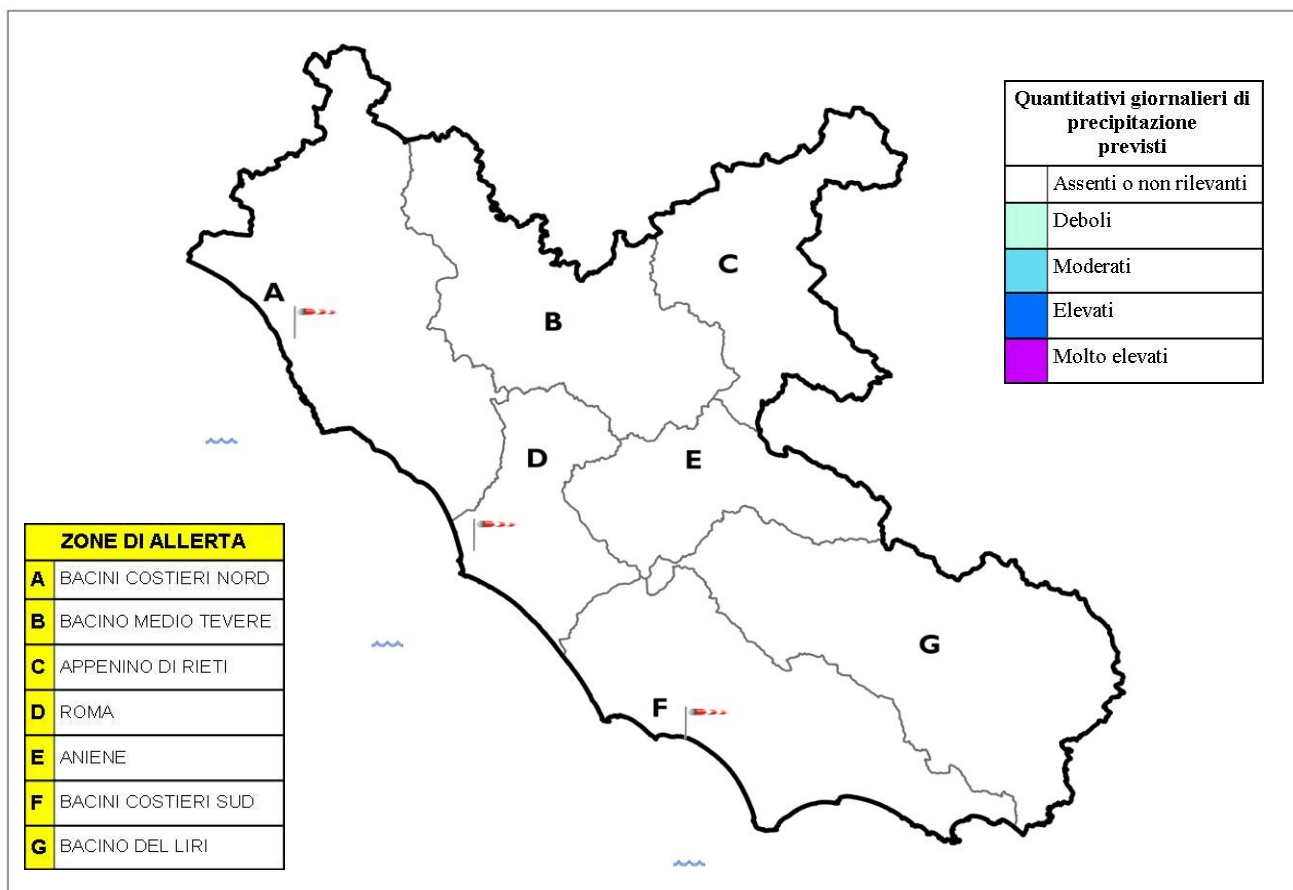 Quantitativi giornalieri di
precipitazione
previsti
Assenti o non rilevanti
Deboli
Moderati
Elevati
Molto elevati
A
B
C
D
E
F
G
ZONE DI ALLERTA
A BACINI COSTIERI NORD
B BACINO MEDIO TEVERE
C APPENINO DI RIETI
D ROMA
E ANIENE
F BACINI COSTIERI SUD
G BACINO DEL LIRI